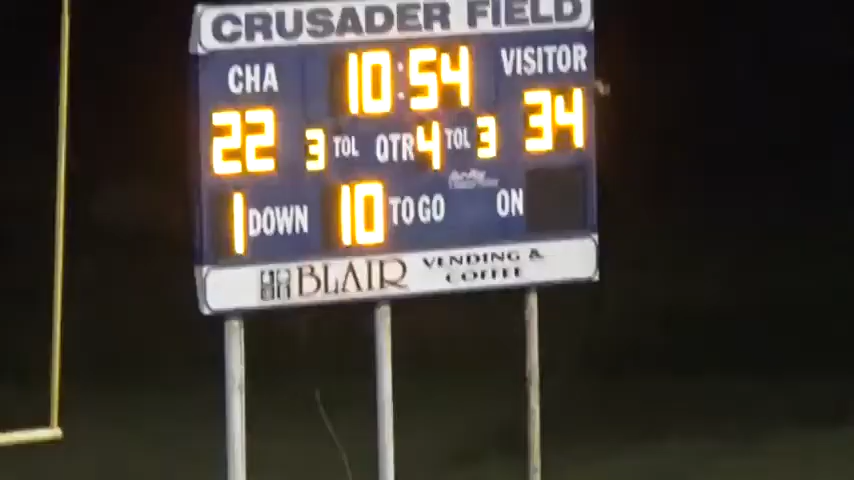 CRUSADER FIELD
CHA 10:54 VISITOR
22 3 TOL QTR 4 TOL 3 34
1 DOWN 10 TO GO ON
BLAIR VENDING &
COFFEE